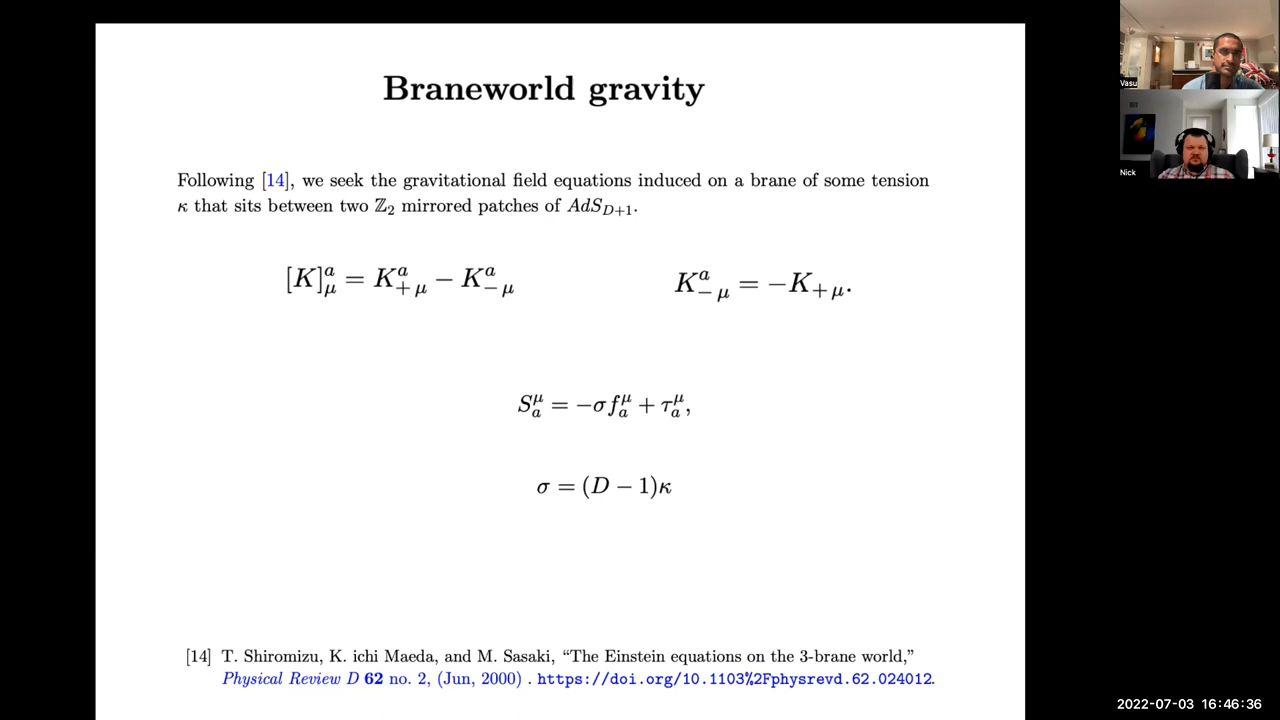 Braneworld gravity
Following [14], we seek the gravitational field equations induced on a brane of some tension
κ that sits between two ℤ₂ mirrored patches of AdS_{D+1}.
[K]^a_μ = K^a_{+ μ} − K^a_{− μ}
K^a_{− μ} = −K_{+ μ}.
S^μ_a = −σf^μ_a + τ^μ_a,
σ = (D − 1)κ
[14] T. Shiromizu, K. ichi Maeda, and M. Sasaki, “The Einstein equations on the 3-brane world,”
Physical Review D 62 no. 2, (Jun, 2000) . https://doi.org/10.1103%2Fphysrevd.62.024012.
Vasu
Nick
2022-07-03 16:46:36